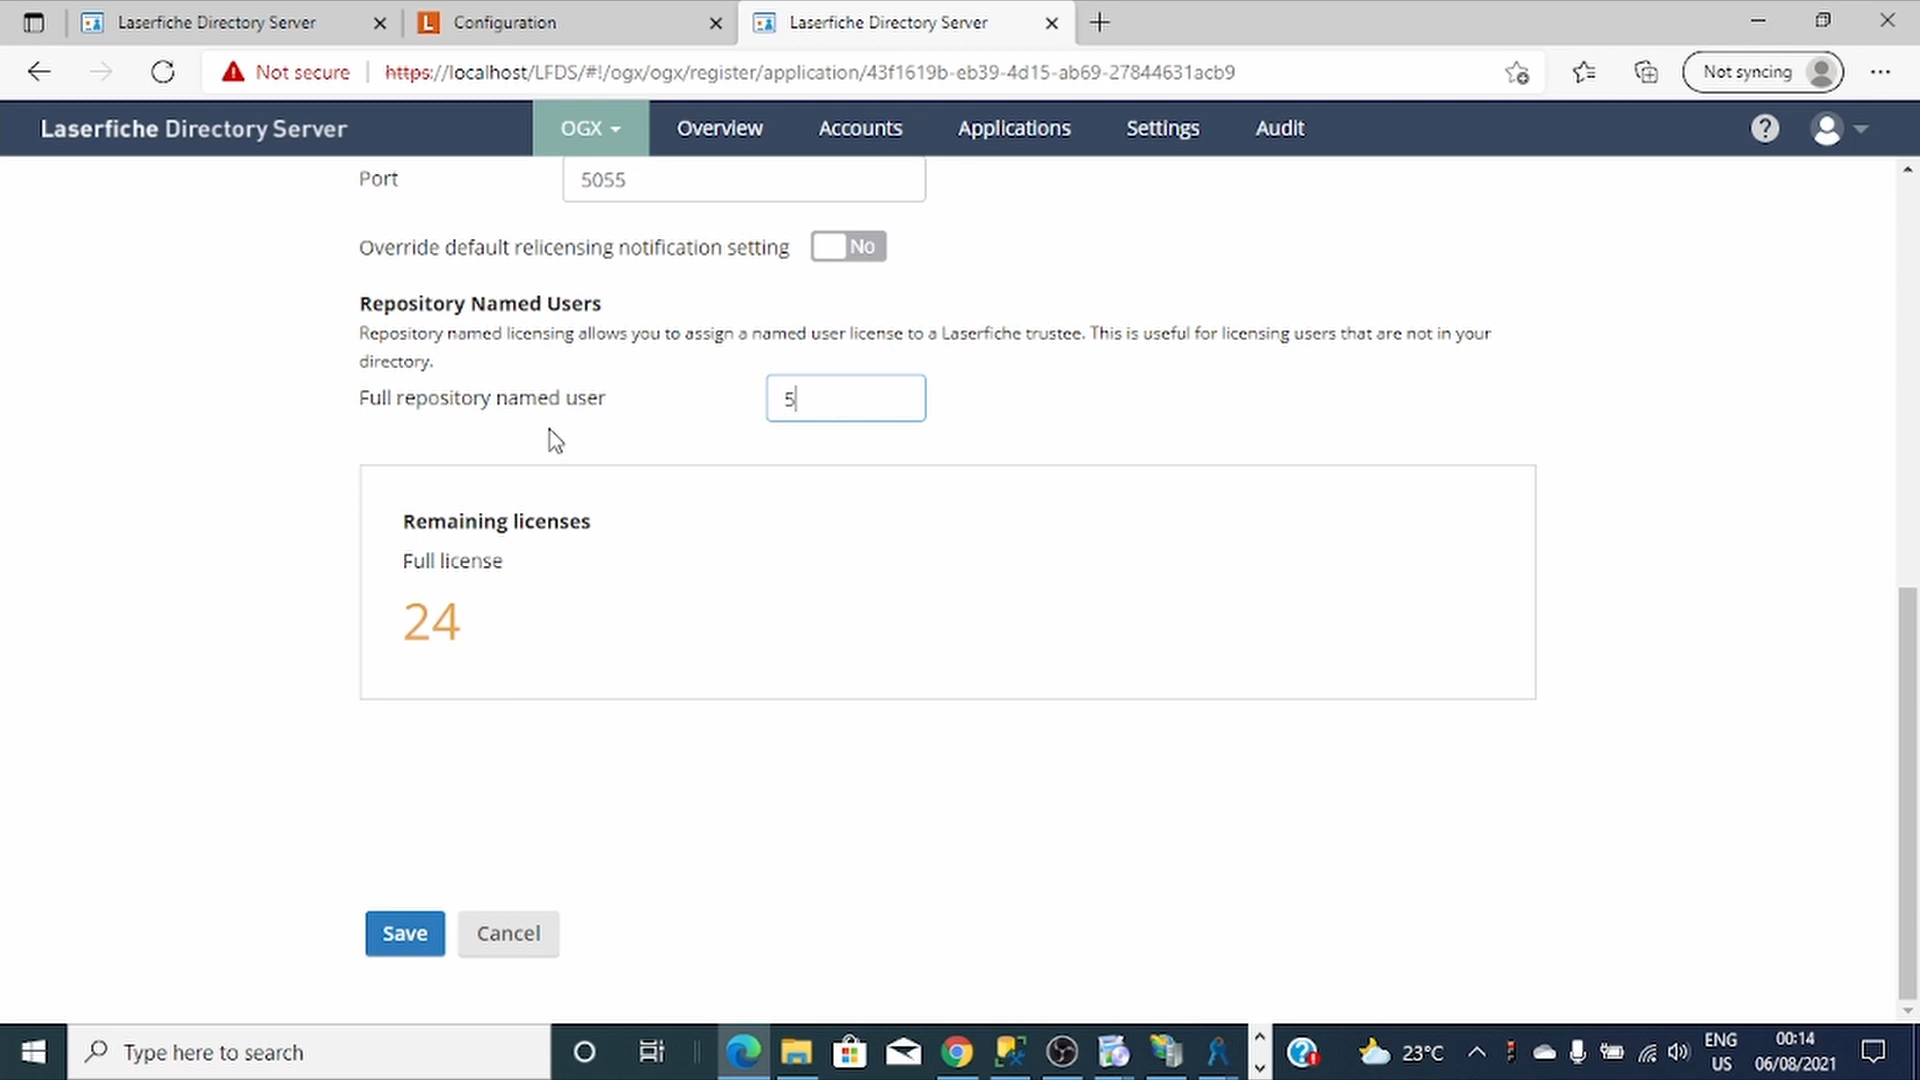 Laserfiche Directory Server
Configuration
Laserfiche Directory Server
Not secure
https://localhost/LFDS/#!/ogx/ogx/register/application/43f1619b-eb39-4d15-ab69-27844631acb9
Not syncing
Laserfiche Directory Server
OGX
Overview
Accounts
Applications
Settings
Audit
Port
5055
Override default relicensing notification setting
No
Repository Named Users
Repository named licensing allows you to assign a named user license to a Laserfiche trustee. This is useful for licensing users that are not in your
directory.
Full repository named user
5
Remaining licenses
Full license
24
Save
Cancel
Type here to search
23°C
ENG
US
00:14
06/08/2021